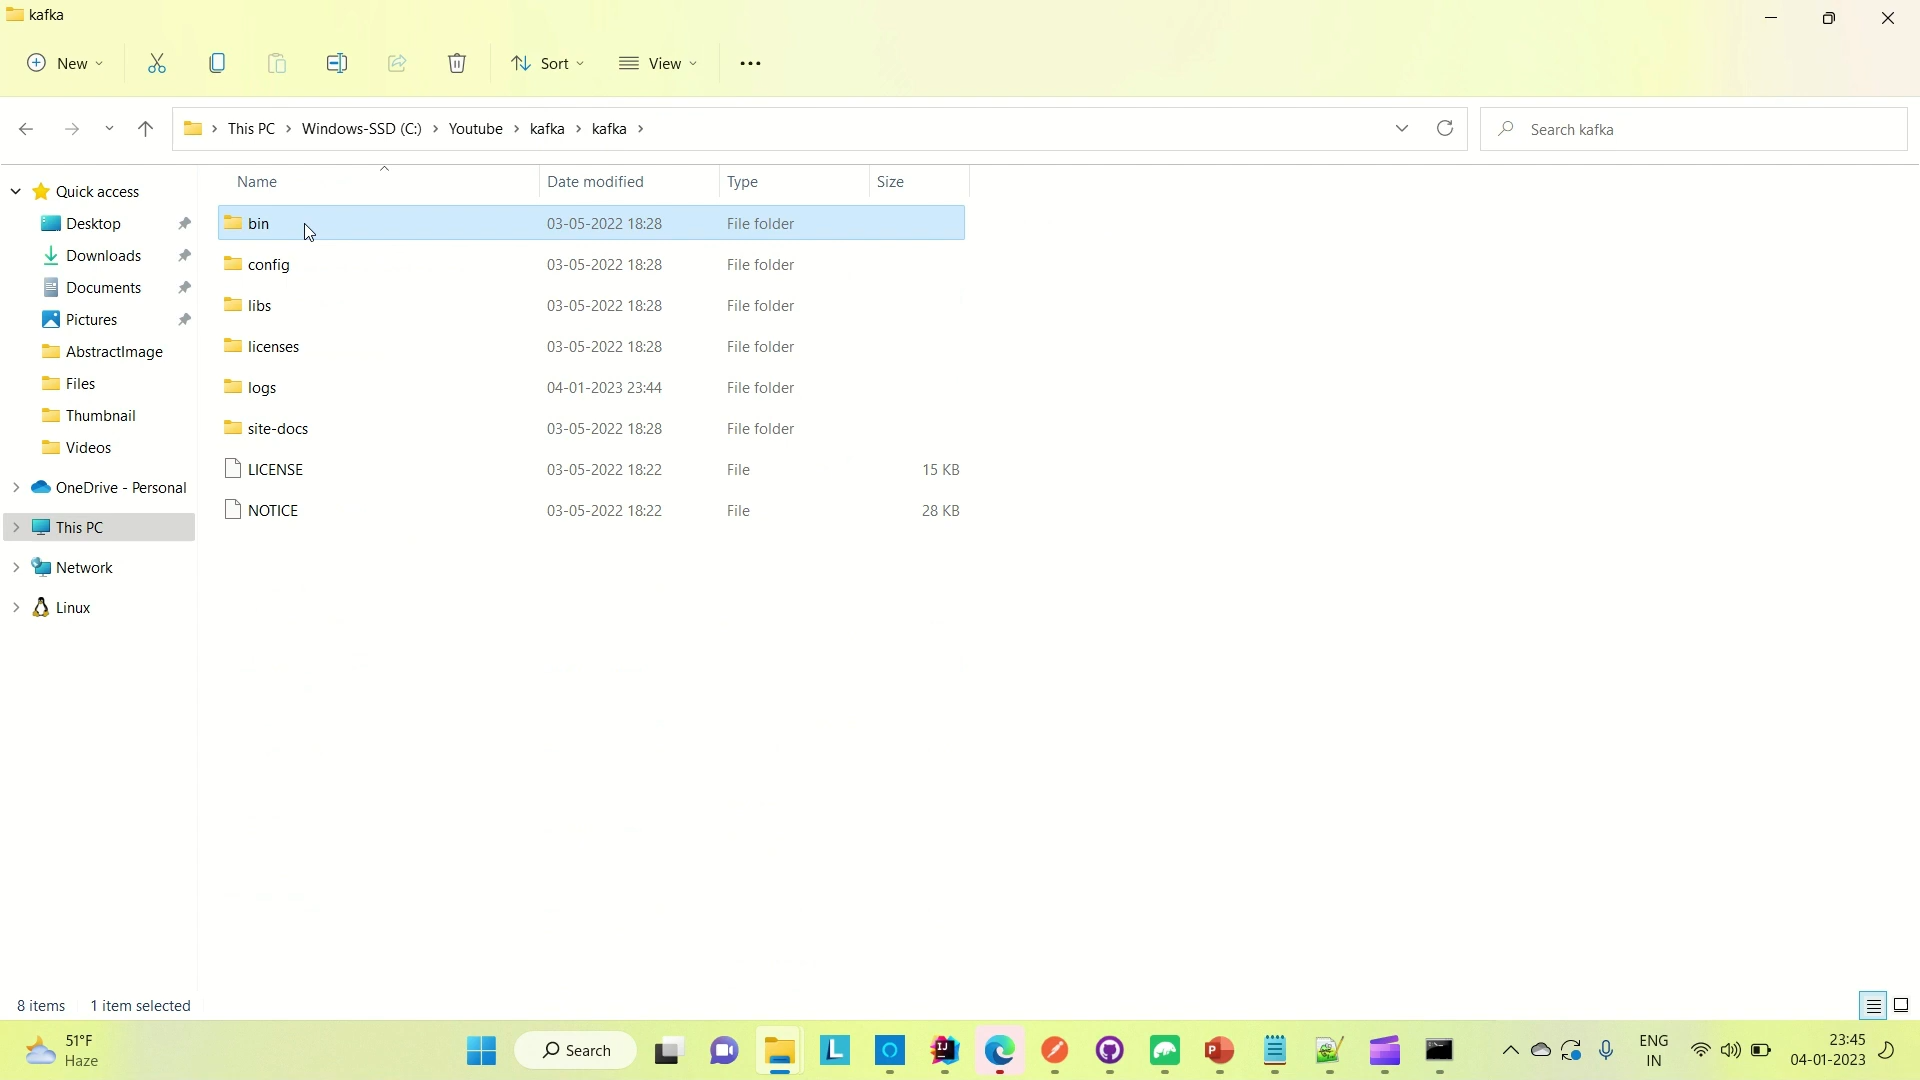 kafka
New
Sort
View
This PC
Windows-SSD (C:)
Youtube
kafka
kafka
Search kafka
Name
Date modified
Type
Size
Quick access
Desktop
Downloads
Documents
Pictures
AbstractImage
Files
Thumbnail
Videos
OneDrive - Personal
This PC
Network
Linux
bin 03-05-2022 18:28 File folder
config 03-05-2022 18:28 File folder
libs 03-05-2022 18:28 File folder
licenses 03-05-2022 18:28 File folder
logs 04-01-2023 23:44 File folder
site-docs 03-05-2022 18:28 File folder
LICENSE 03-05-2022 18:22 File 15 KB
NOTICE 03-05-2022 18:22 File 28 KB
8 items 1 item selected
51°F
Haze
Search
L
IJ
P
ENG
IN
23:45
04-01-2023